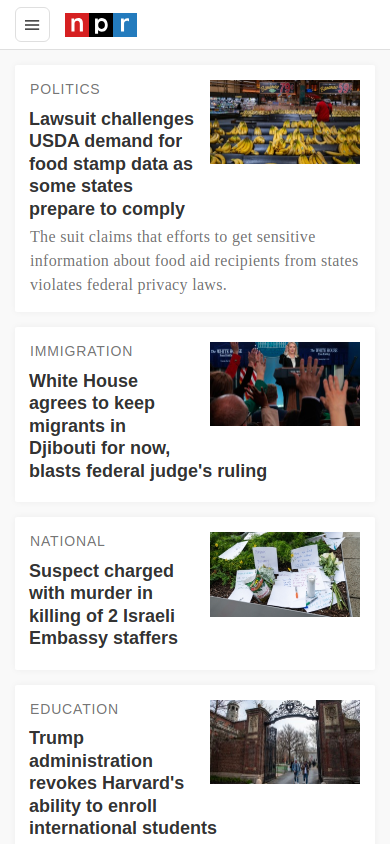 npr
POLITICS
Lawsuit challenges
USDA demand for
food stamp data as
some states
prepare to comply
The suit claims that efforts to get sensitive
information about food aid recipients from states
violates federal privacy laws.
IMMIGRATION
White House
agrees to keep
migrants in
Djibouti for now,
blasts federal judge's ruling
NATIONAL
Suspect charged
with murder in
killing of 2 Israeli
Embassy staffers
EDUCATION
Trump
administration
revokes Harvard's
ability to enroll
international students